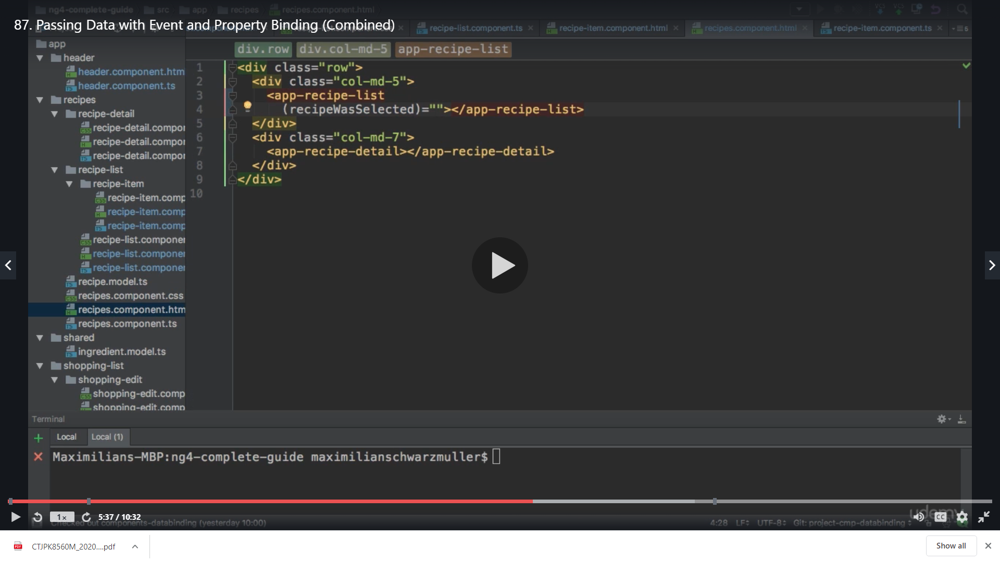 ng4-complete-guide src app recipes recipes.component.html
87. Passing Data with Event and Property Binding (Combined)
recipe-list.component.ts
recipe-item.component.html
recipes.component.html
recipe-item.component.ts
5
app
header
header.component.htm
header.component.ts
recipes
recipe-detail
recipe-detail.compor
recipe-detail.compor
recipe-detail.compor
recipe-list
recipe-item
recipe-item.comp
recipe-item.comp
recipe-item.comp
recipe-list.componer
recipe-list.componer
recipe-list.componer
recipe.model.ts
recipes.component.css
recipes.component.htm
recipes.component.ts
shared
ingredient.model.ts
shopping-list
shopping-edit
shopping-edit.comp
shopping-edit.comp
div.row div.col-md-5 app-recipe-list
1 <div class="row">
2 <div class="col-md-5">
3 <app-recipe-list
4 (recipeWasSelected)=""></app-recipe-list>
5 </div>
6 <div class="col-md-7">
7 <app-recipe-detail></app-recipe-detail>
8 </div>
9 </div>
10
Terminal
Local Local (1)
Maximilians-MBP:ng4-complete-guide maximilianschwarzmuller$
1x 5:37 / 10:32
Checked out components-databinding (yesterday 10:00)
4:28 LF UTF-8 Git: project-cmp-databinding
udemy
CC
CTJPK8560M_2020....pdf
Show all